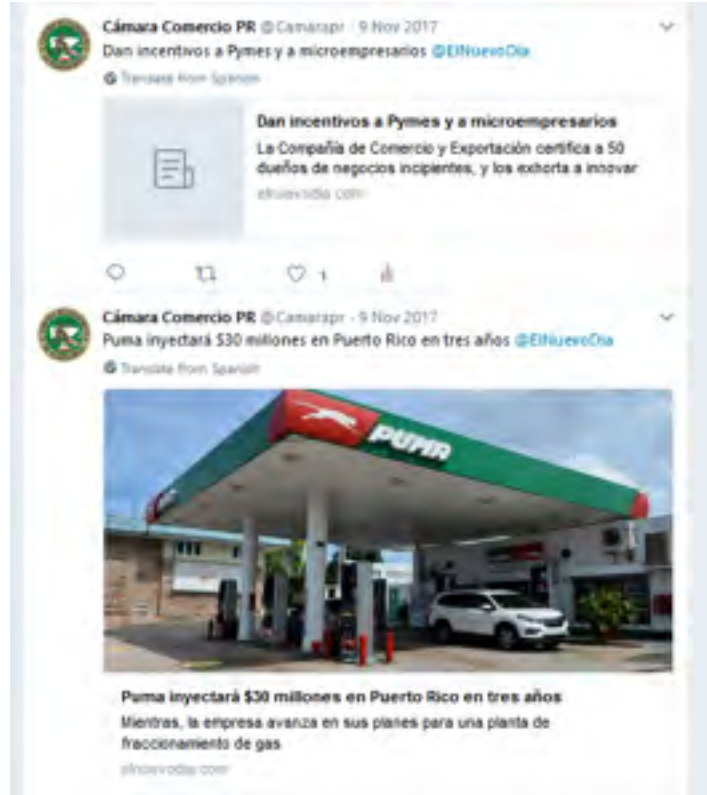 Cámara Comercio PR @Camarapr · 9 Nov 2017
Dan incentivos a Pymes y a microempresarios @ElNuevoDia
Translate from Spanish
Dan incentivos a Pymes y a microempresarios
La Compañía de Comercio y Exportación certifica a 50
dueños de negocios incipientes, y los exhorta a innovar
elnuevodia.com
1
Cámara Comercio PR @Camarapr · 9 Nov 2017
Puma inyectará $30 millones en Puerto Rico en tres años @ElNuevoDia
Translate from Spanish
PUMA
Puma inyectará $30 millones en Puerto Rico en tres años
Mientras, la empresa avanza en sus planes para una planta de
fraccionamiento de gas
elnuevodia.com